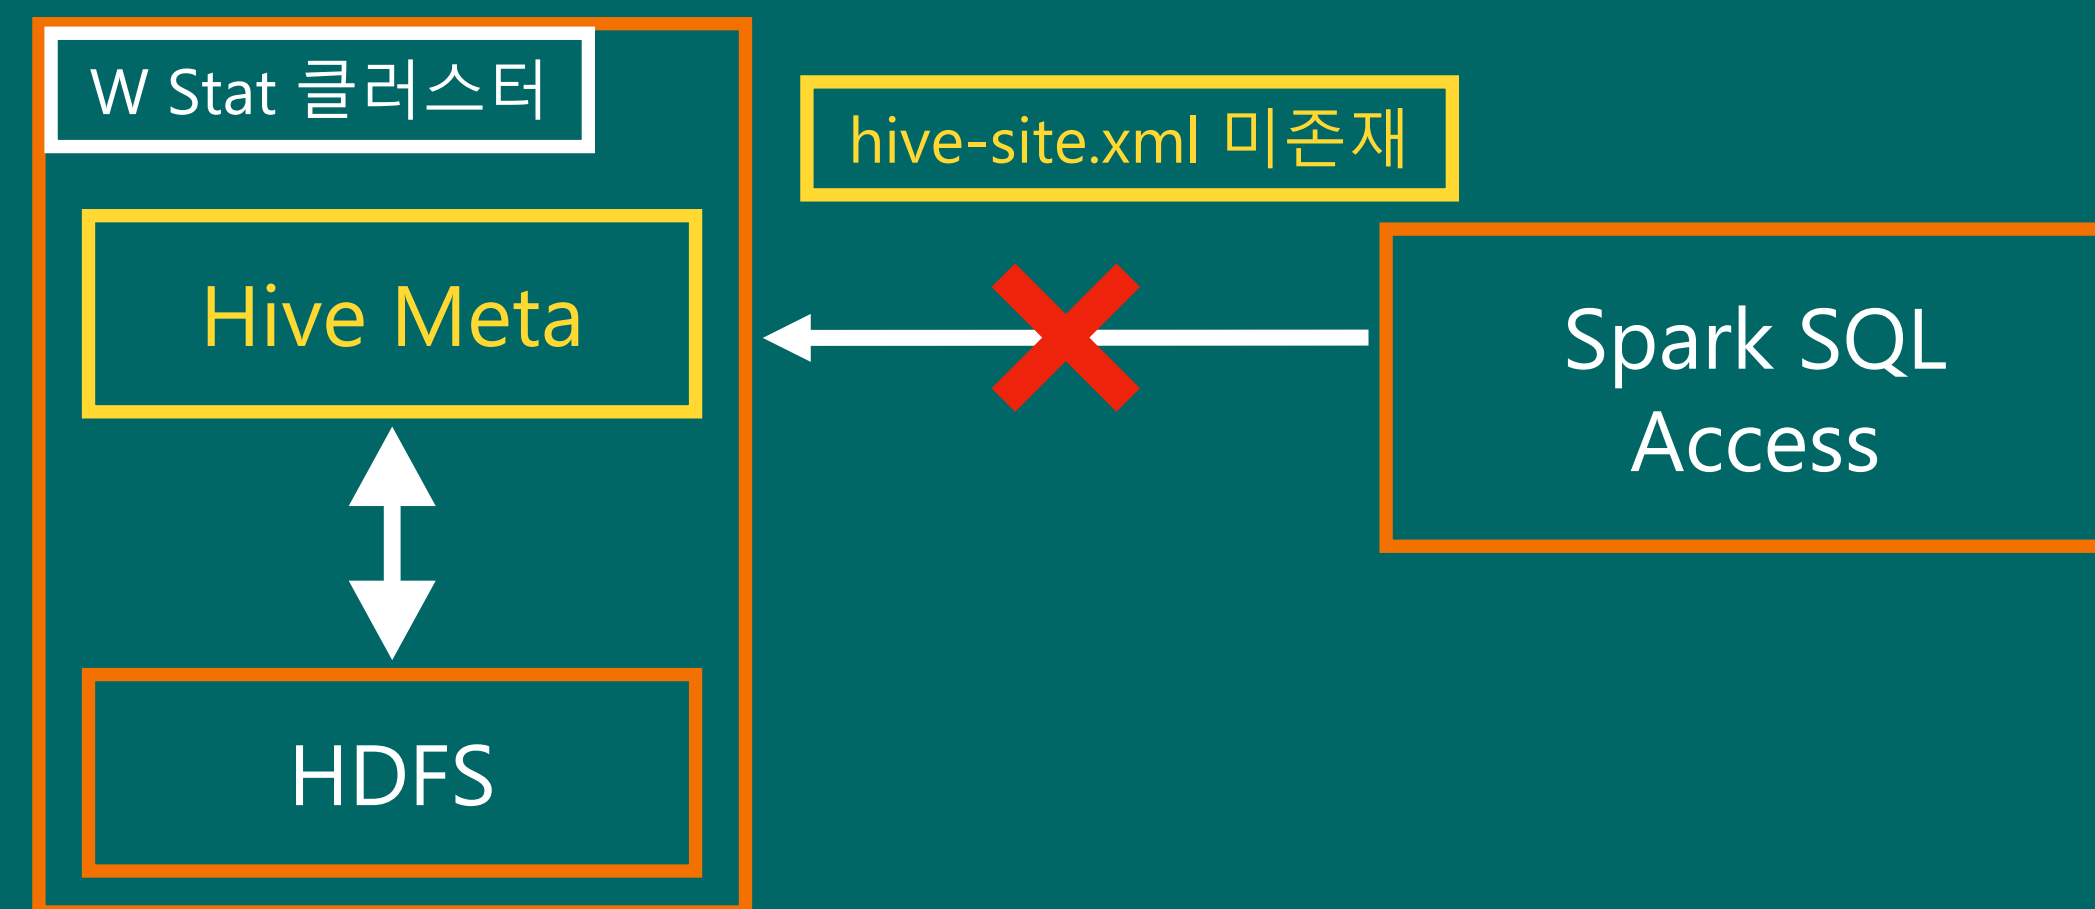 W Stat 클러스터
hive-site.xml 미존재
Hive Meta
Spark SQL
Access
HDFS